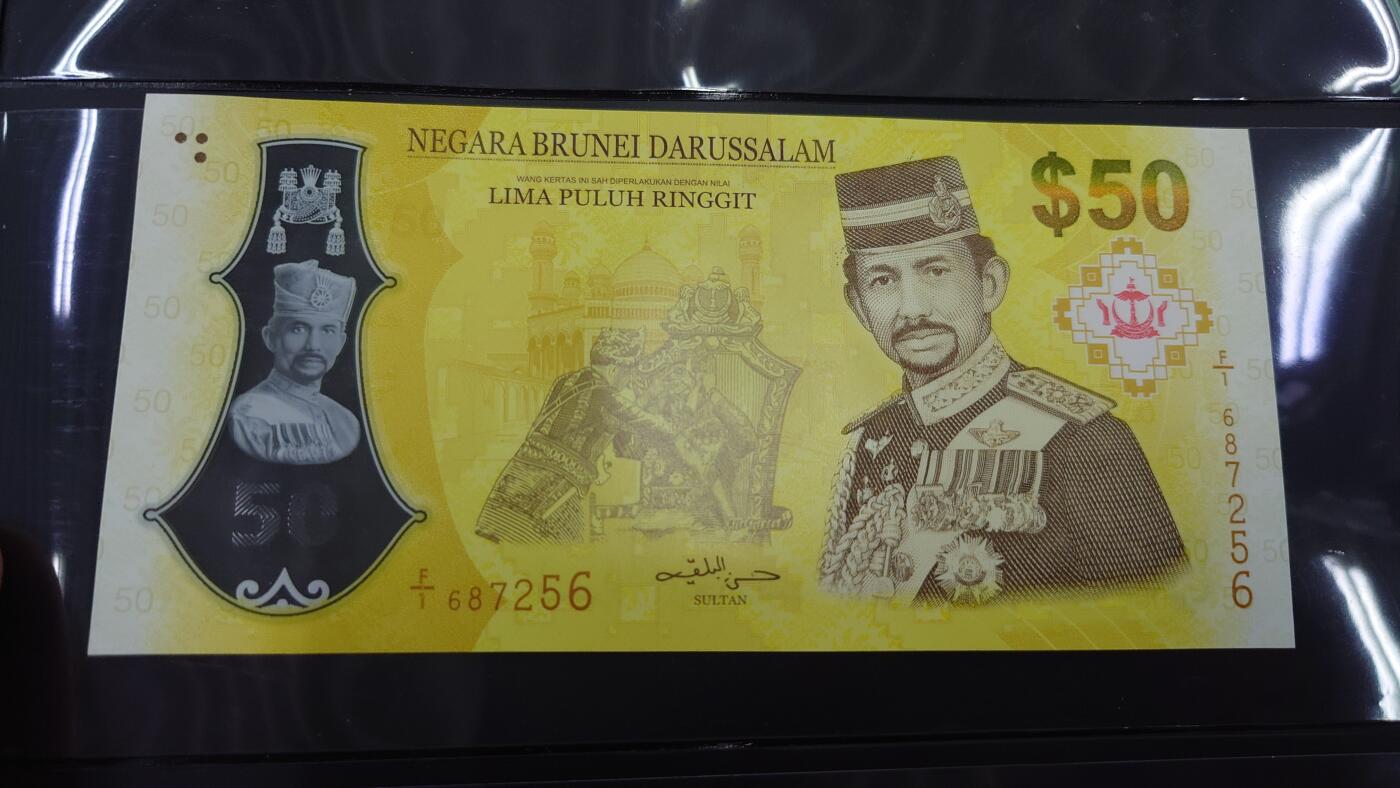 NEGARA BRUNEI DARUSSALAM
WANG KERTAS INI SAH DIPERLAKUKAN DENGAN NILAI
LIMA PULUH RINGGIT
$50
50
F/1 687256
F/1 687256
SULTAN